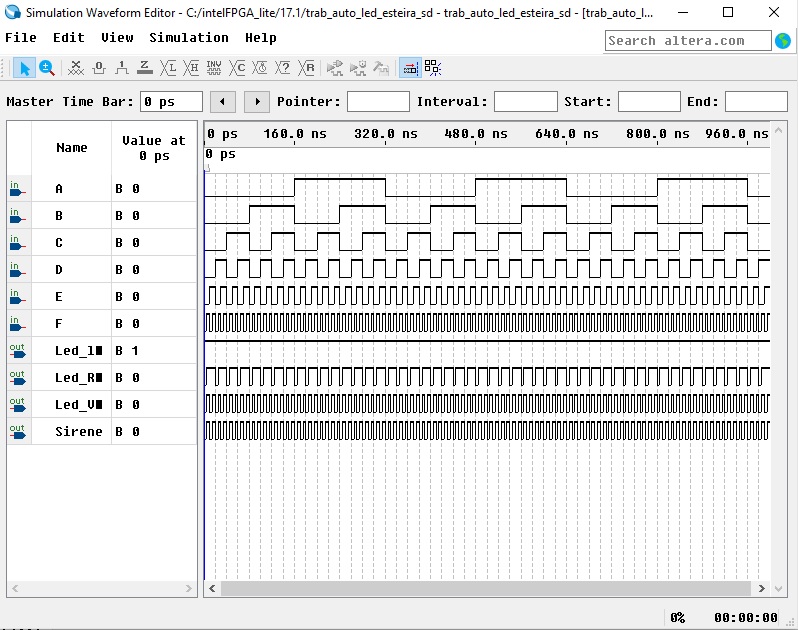 Simulation Waveform Editor - C:/intelFPGA_lite/17.1/trab_auto_led_esteira_sd - trab_auto_led_esteira_sd - [trab_auto_l...
File Edit View Simulation Help
Search altera.com
Master Time Bar: 0 ps Pointer: Interval: Start: End:
Name Value at 0 ps
0 ps 160.0 ns 320.0 ns 480.0 ns 640.0 ns 800.0 ns 960.0 ns
0 ps
in A B 0
in B B 0
in C B 0
in D B 0
in E B 0
in F B 0
out Led_l B 1
out Led_R B 0
out Led_V B 0
out Sirene B 0
0% 00:00:00